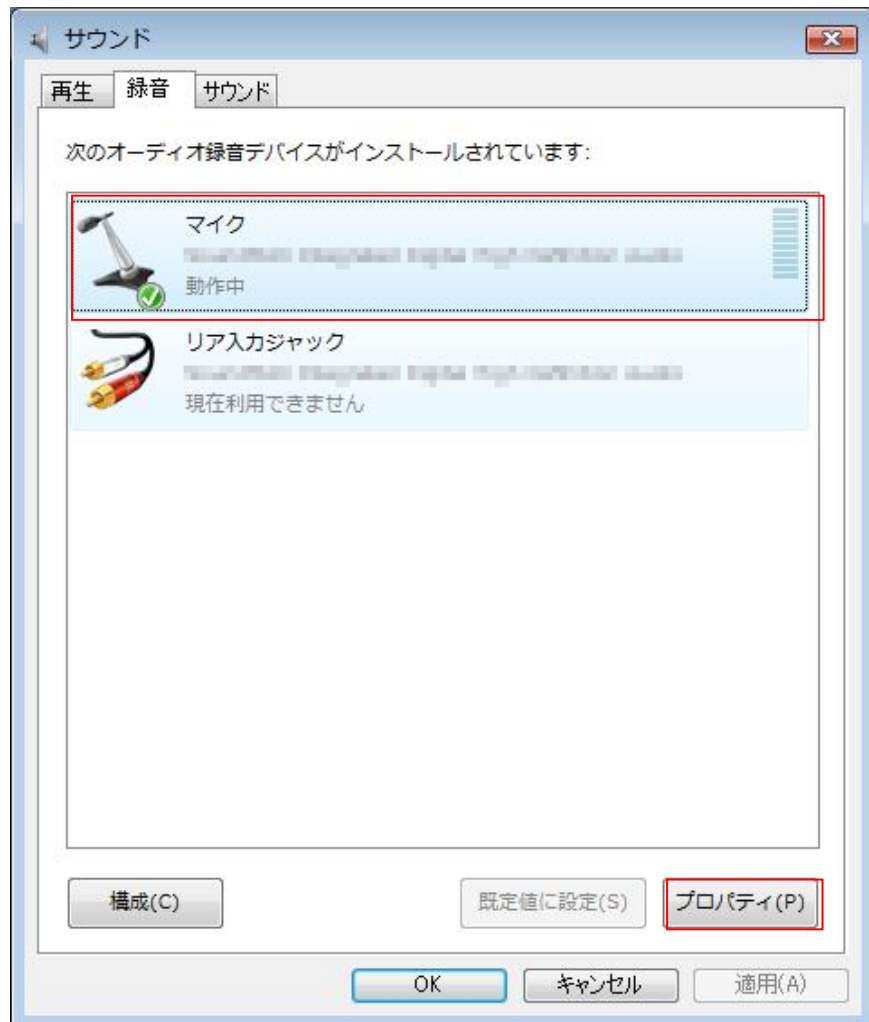 サウンド
再生 録音 サウンド
次のオーディオ録音デバイスがインストールされています:
マイク
動作中
リア入力ジャック
現在利用できません
構成(C) 既定値に設定(S) プロパティ(P)
OK キャンセル 適用(A)